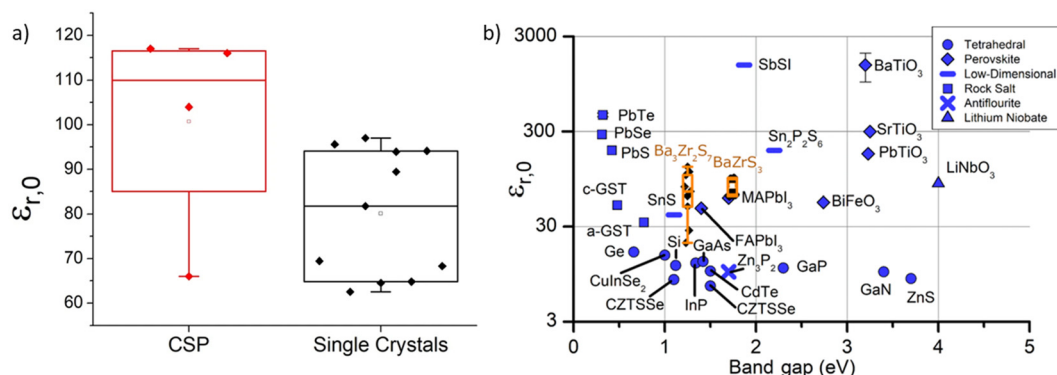 a)
εr,0
120
110
100
90
80
70
60
CSP
Single Crystals
b)
εr,0
3000
300
30
3
0
1
2
3
4
5
Band gap (eV)
Tetrahedral
Perovskite
Low-Dimensional
Rock Salt
Antiflourite
Lithium Niobate
SbSI
BaTiO3
PbTe
PbSe
PbS
Sn2P2S6
SrTiO3
PbTiO3
Ba3Zr2S7
BaZrS3
LiNbO3
c-GST
SnS
MAPbI3
BiFeO3
a-GST
FAPbI3
Ge
Si
GaAs
Zn3P2
GaP
CuInSe2
CdTe
GaN
ZnS
CZTSSe
InP
CZTSSe